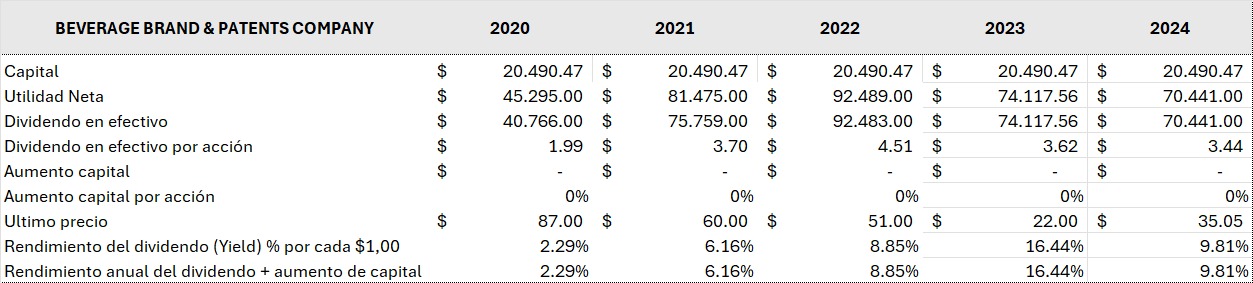 BEVERAGE BRAND & PATENTS COMPANY 2020 2021 2022 2023 2024
Capital $ 20.490.47 $ 20.490.47 $ 20.490.47 $ 20.490.47 $ 20.490.47
Utilidad Neta $ 45.295.00 $ 81.475.00 $ 92.489.00 $ 74.117.56 $ 70.441.00
Dividendo en efectivo $ 40.766.00 $ 75.759.00 $ 92.483.00 $ 74.117.56 $ 70.441.00
Dividendo en efectivo por acción $ 1.99 $ 3.70 $ 4.51 $ 3.62 $ 3.44
Aumento capital $ - $ - $ - $ - $ -
Aumento capital por acción 0% 0% 0% 0% 0%
Ultimo precio $ 87.00 $ 60.00 $ 51.00 $ 22.00 $ 35.05
Rendimiento del dividendo (Yield) % por cada $1,00 2.29% 6.16% 8.85% 16.44% 9.81%
Rendimiento anual del dividendo + aumento de capital 2.29% 6.16% 8.85% 16.44% 9.81%